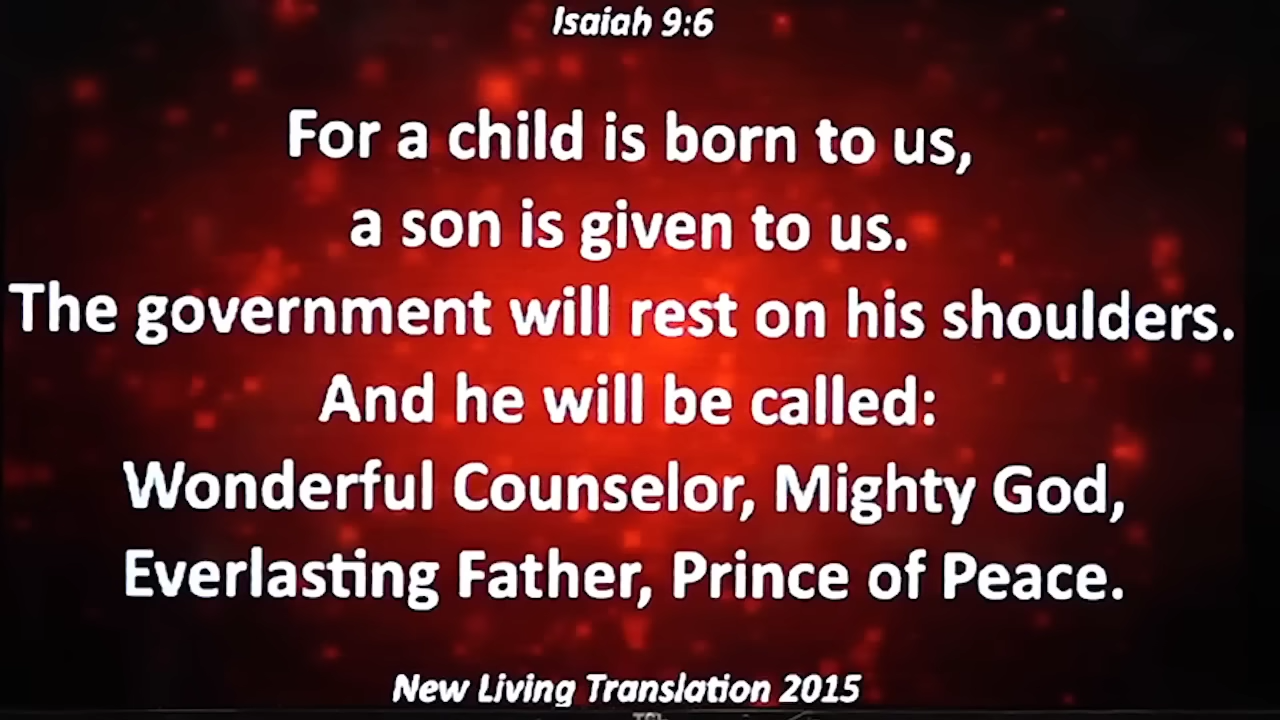 Isaiah 9:6
For a child is born to us,
a son is given to us.
The government will rest on his shoulders.
And he will be called:
Wonderful Counselor, Mighty God,
Everlasting Father, Prince of Peace.
New Living Translation 2015